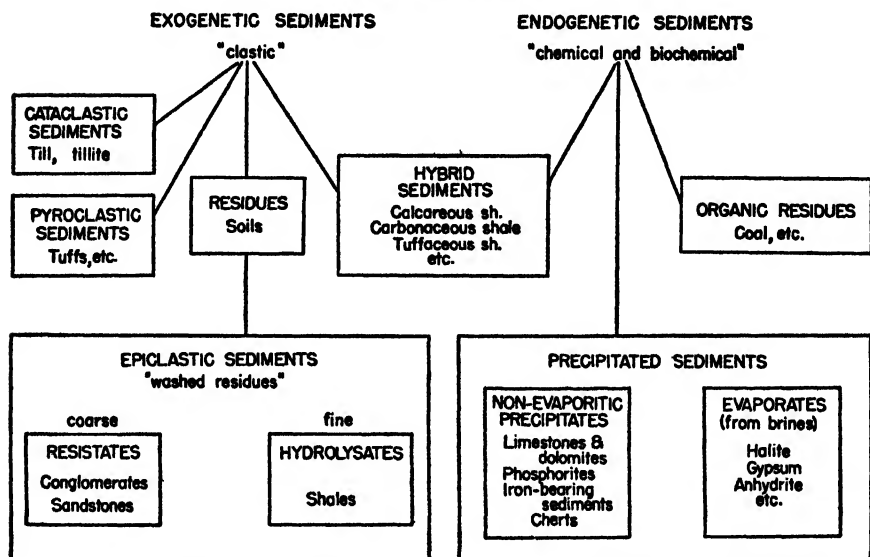 EXOGENETIC SEDIMENTS
"clastic"
ENDOGENETIC SEDIMENTS
"chemical and biochemical"
CATACLASTIC
SEDIMENTS
Till, tillite
PYROCLASTIC
SEDIMENTS
Tuffs, etc.
RESIDUES
Soils
HYBRID
SEDIMENTS
Calcareous sh.
Carbonaceous shale
Tuffaceous sh.
etc.
ORGANIC RESIDUES
Coal, etc.
EPICLASTIC SEDIMENTS
"washed residues"
coarse
RESISTATES
Conglomerates
Sandstones
fine
HYDROLYSATES
Shales
PRECIPITATED SEDIMENTS
NON-EVAPORITIC
PRECIPITATES
Limestones &
dolomites
Phosphorites
Iron-bearing
sediments
Cherts
EVAPORATES
(from brines)
Halite
Gypsum
Anhydrite
etc.